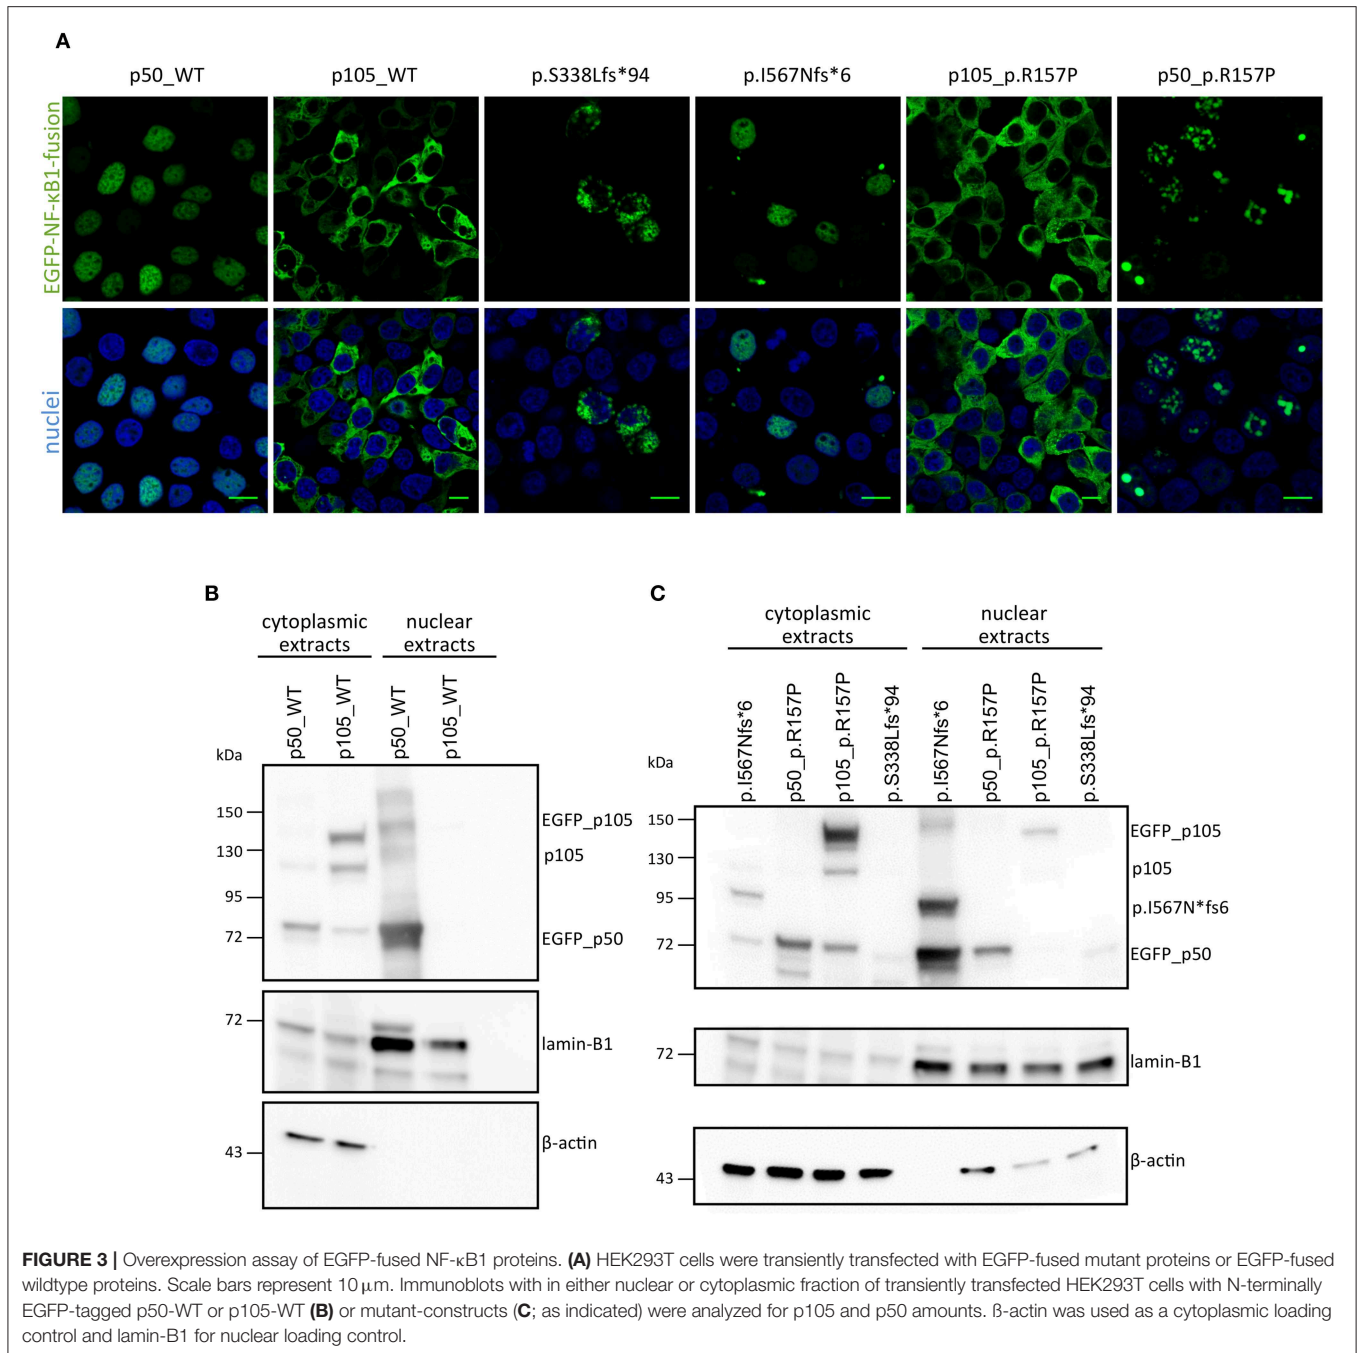 A
p50_WT
p105_WT
p.S338Lfs*94
p.I567Nfs*6
p105_p.R157P
p50_p.R157P
EGFP-NF-κB1-fusion
nuclei
B
cytoplasmic
extracts
nuclear
extracts
p50_WT
p105_WT
p50_WT
p105_WT
kDa
150
130
95
72
EGFP_p105
p105
EGFP_p50
72
lamin-B1
43
β-actin
C
cytoplasmic
extracts
nuclear
extracts
p.I567Nfs*6
p50_p.R157P
p105_p.R157P
p.S338Lfs*94
p.I567Nfs*6
p50_p.R157P
p105_p.R157P
p.S338Lfs*94
kDa
150
130
95
72
EGFP_p105
p105
p.I567N*fs6
EGFP_p50
72
lamin-B1
43
β-actin
FIGURE 3 | Overexpression assay of EGFP-fused NF-κB1 proteins. (A) HEK293T cells were transiently transfected with EGFP-fused mutant proteins or EGFP-fused
wildtype proteins. Scale bars represent 10 μm. Immunoblots with in either nuclear or cytoplasmic fraction of transiently transfected HEK293T cells with N-terminally
EGFP-tagged p50-WT or p105-WT (B) or mutant-constructs (C; as indicated) were analyzed for p105 and p50 amounts. ß-actin was used as a cytoplasmic loading
control and lamin-B1 for nuclear loading control.